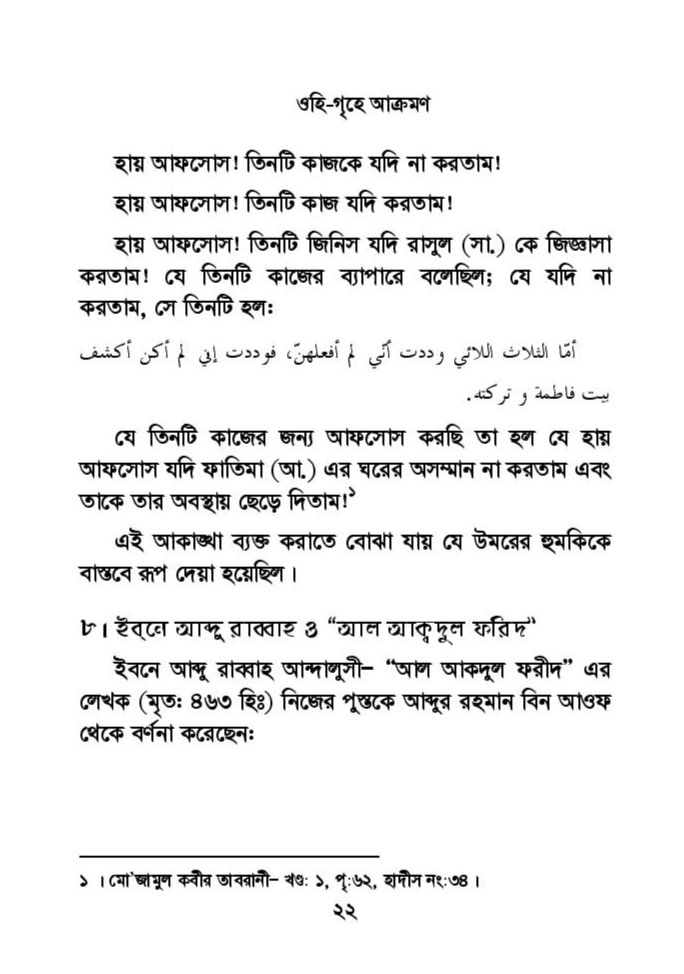 ওহি-গৃহে আক্রমণ
হায় আফসোস! তিনটি কাজকে যদি না করতাম!
হায় আফসোস! তিনটি কাজ যদি করতাম!
হায় আফসোস! তিনটি জিনিস যদি রাসুল (সা.) কে জিজ্ঞাসা
করতাম! যে তিনটি কাজের ব্যাপারে বলেছিল; যে যদি না
করতাম, সে তিনটি হল:
أمّا الثلاث اللائي وددت أنّي لم أفعلهنّ، فوددت إني لم أكن أكشف
بيت فاطمة و تركته.
যে তিনটি কাজের জন্য আফসোস করছি তা হল যে হায়
আফসোস যদি ফাতিমা (আ.) এর ঘরের অসম্মান না করতাম এবং
তাকে তার অবস্থায় ছেড়ে দিতাম!১
এই আকাঙ্খা ব্যক্ত করাতে বোঝা যায় যে উমরের হুমকিকে
বাস্তবে রূপ দেয়া হয়েছিল।
৮। ইবনে আব্দু রাব্বাহ ও “আল আক্বদুল ফরিদ”
ইবনে আব্দু রাব্বাহ আন্দালুসী– “আল আকদুল ফরীদ” এর
লেখক (মৃত: ৪৬৩ হিঃ) নিজের পুস্তকে আব্দুর রহমান বিন আওফ
থেকে বর্ণনা করেছেন:
১ । মো'জামুল কবীর তাবরানী– খণ্ড: ১, পৃ:৬২, হাদীস নং:৩৪ ।
২২